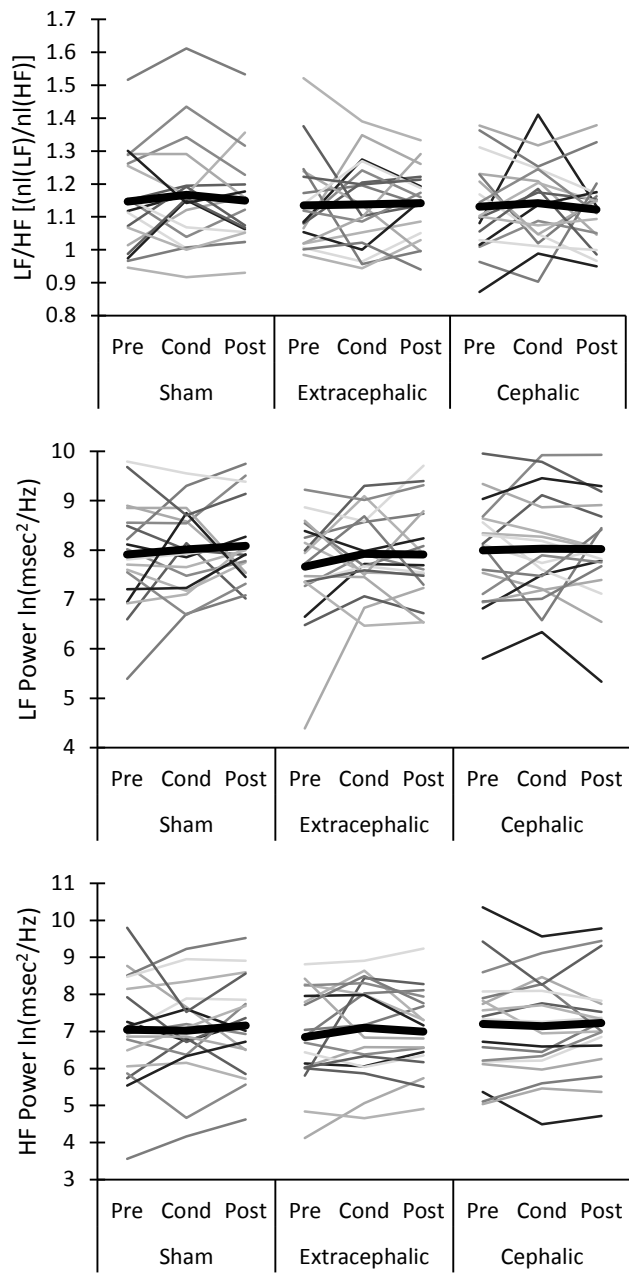 LF/HF [(nl(LF)/nl(HF)]
1.7
1.6
1.5
1.4
1.3
1.2
1.1
1
0.9
0.8
Pre Cond Post Pre Cond Post Pre Cond Post
Sham Extracephalic Cephalic
LF Power ln(msec²/Hz)
10
9
8
7
6
5
4
Pre Cond Post Pre Cond Post Pre Cond Post
Sham Extracephalic Cephalic
HF Power ln(msec²/Hz)
11
10
9
8
7
6
5
4
3
Pre Cond Post Pre Cond Post Pre Cond Post
Sham Extracephalic Cephalic